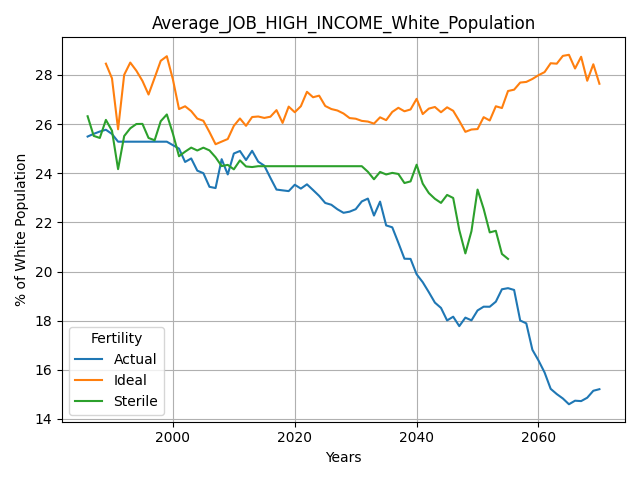 Average_JOB_HIGH_INCOME_White_Population
% of White Population
28
26
24
22
20
18
16
14
Fertility
Actual
Ideal
Sterile
2000
2020
2040
2060
Years